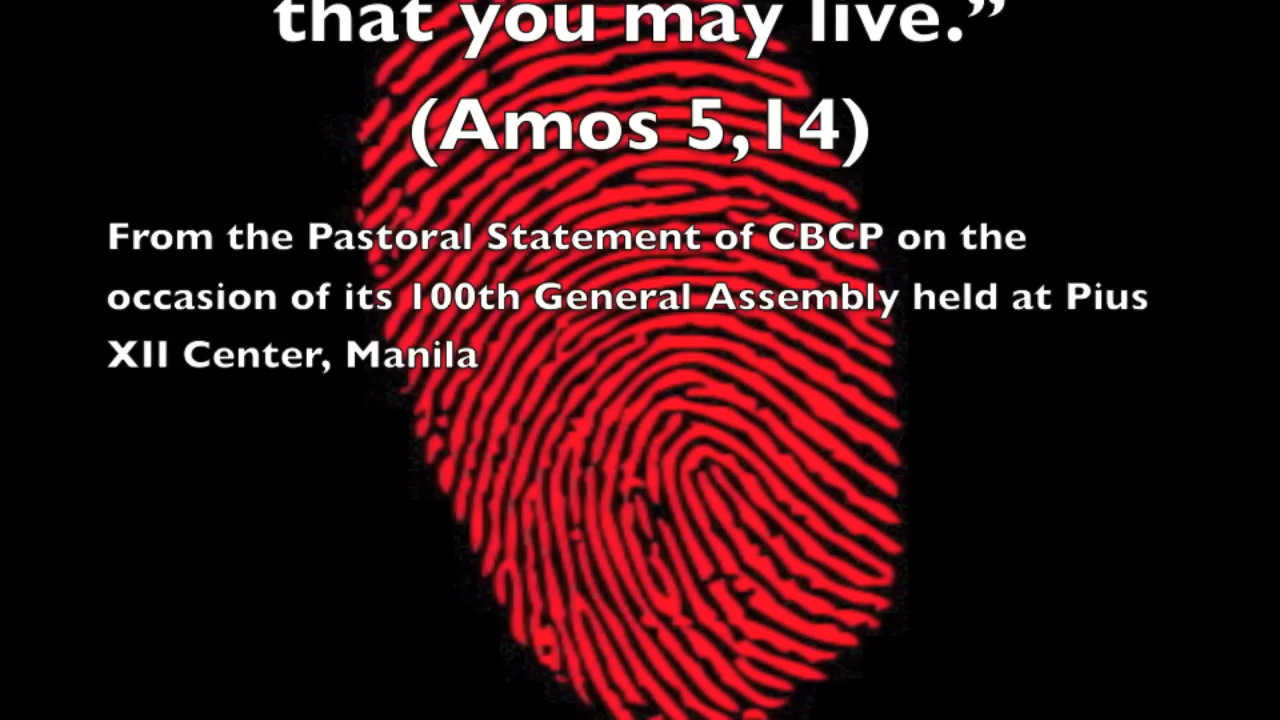 that you may live.”
(Amos 5,14)
From the Pastoral Statement of CBCP on the
occasion of its 100th General Assembly held at Pius
XII Center, Manila